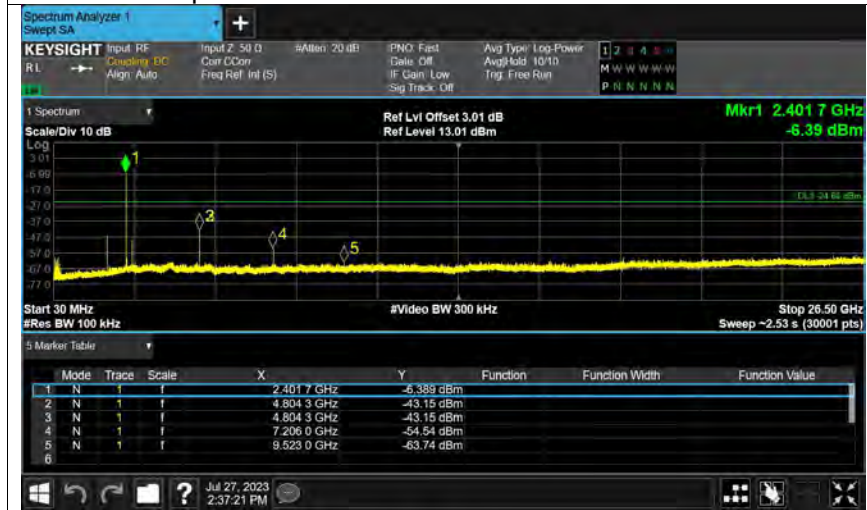 Spectrum Analyzer 1
Swept SA
+
KEYSIGHT Input: RF Input Z: 50 Ω #Atten: 20 dB PNO: Fast Avg Type: Log-Power 1 2 3 4 5
RL Coupling: DC Corr CCorr Gate: Off Avg|Hold: 10/10 M W W W W W
Align: Auto Freq Ref: Int (S) IF Gain: Low Trig: Free Run
Sig Track: Off P N N N N N
1 Spectrum Ref Lvl Offset 3.01 dB Mkr1 2.401 7 GHz
Scale/Div 10 dB Ref Level 13.01 dBm -6.39 dBm
Log
3.01
1
-6.99
-17.0
-27.0
-37.0
3
-47.0
4
-57.0
5
-67.0
-77.0
Start 30 MHz #Video BW 300 kHz Stop 26.50 GHz
#Res BW 100 kHz Sweep ~2.53 s (30001 pts)
5 Marker Table
Mode Trace Scale X Y Function Function Width Function Value
1 N 1 f 2.401 7 GHz -6.389 dBm
2 N 1 f 4.804 3 GHz -43.15 dBm
3 N 1 f 4.804 3 GHz -43.15 dBm
4 N 1 f 7.206 0 GHz -54.54 dBm
5 N 1 f 9.523 0 GHz -63.74 dBm
6
? Jul 27, 2023
2:37:21 PM